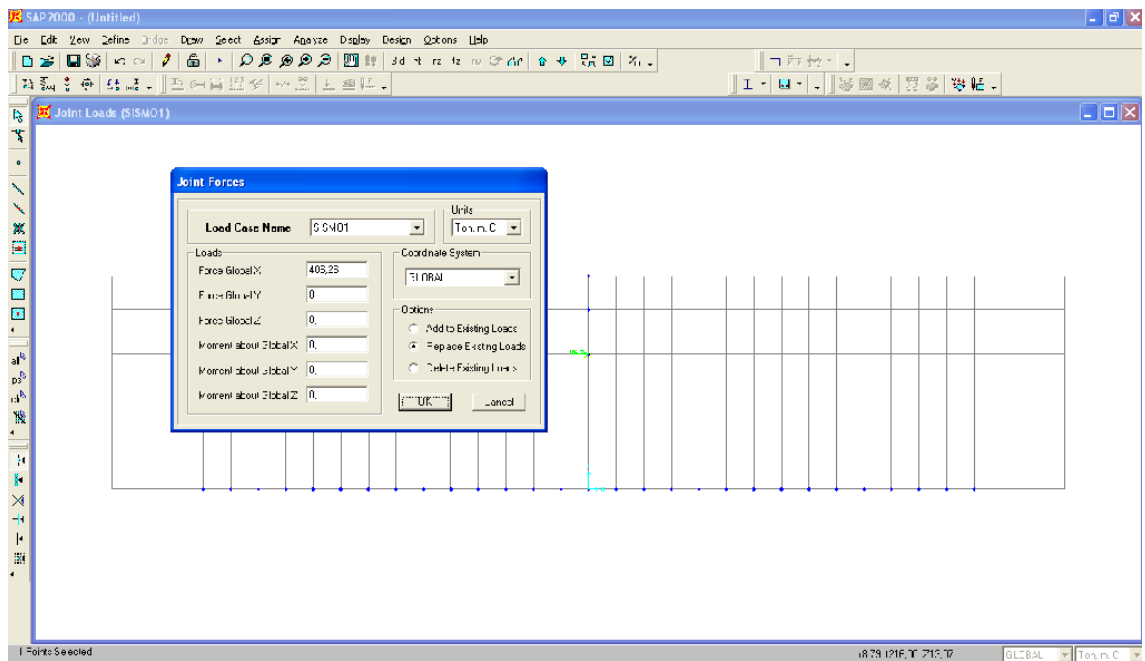 SAP2000 - (Untitled)
File Edit View Define Bridge Draw Select Assign Analyze Display Design Options Help
3d
Joint Loads (SISMO1)
Joint Forces
Load Case Name SISMO1
Units
Ton, m, C
Loads
Force Global X
Force Global Y 0
Force Global Z 0,
Moment about Global X 0,
Moment about Global Y 0,
Moment about Global Z 0,
Coordinate System
GLOBAL
Options
Add to Existing Loads
Replace Existing Loads
Delete Existing Loads
OK Cancel
1 Points Selected
GLOBAL Ton, m, C